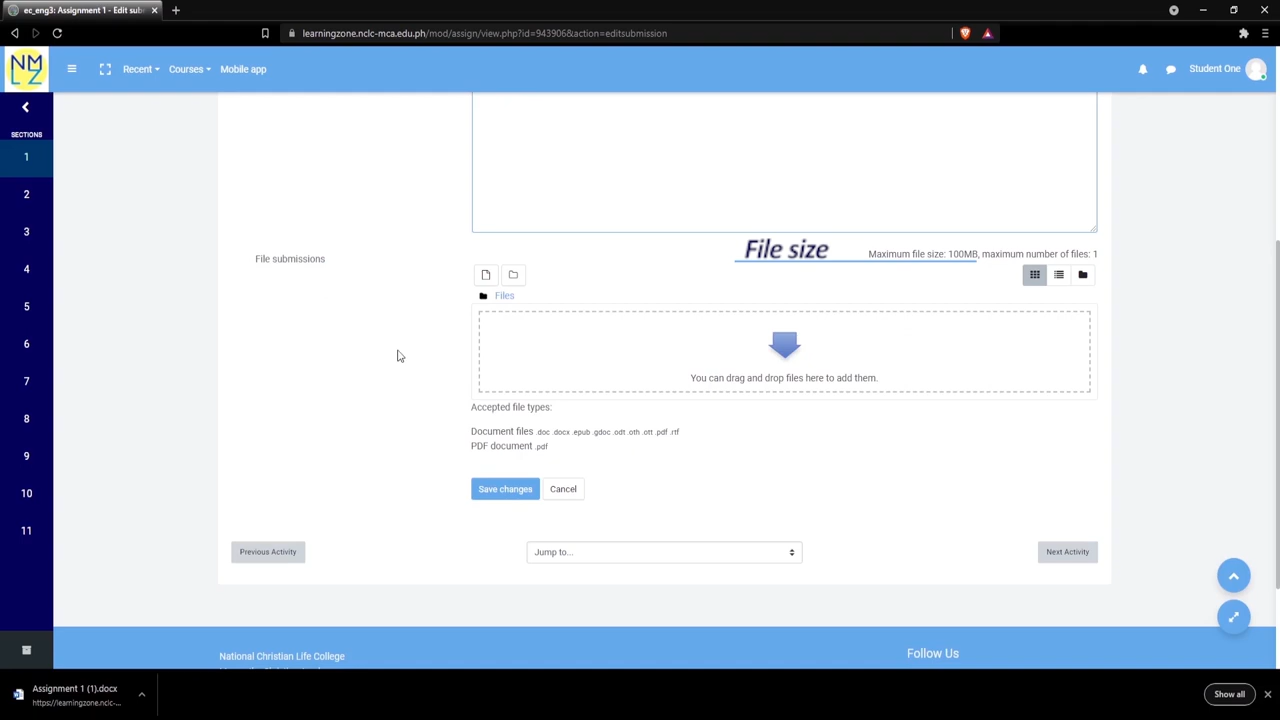 ec_eng3: Assignment 1 - Edit sub
learningzone.nclc-mca.edu.ph/mod/assign/view.php?id=943906&action=editsubmission
NM
LZ
Recent
Courses
Mobile app
Student One
SECTIONS
1
2
3
4
5
6
7
8
9
10
11
File size
Maximum file size: 100MB, maximum number of files: 1
File submissions
Files
You can drag and drop files here to add them.
Accepted file types:
Document files .doc .docx .epub .gdoc .odt .oth .ott .pdf .rtf
PDF document .pdf
Save changes
Cancel
Previous Activity
Jump to...
Next Activity
National Christian Life College
Follow Us
Assignment 1 (1).docx
https://learningzone.nclc-...
Show all